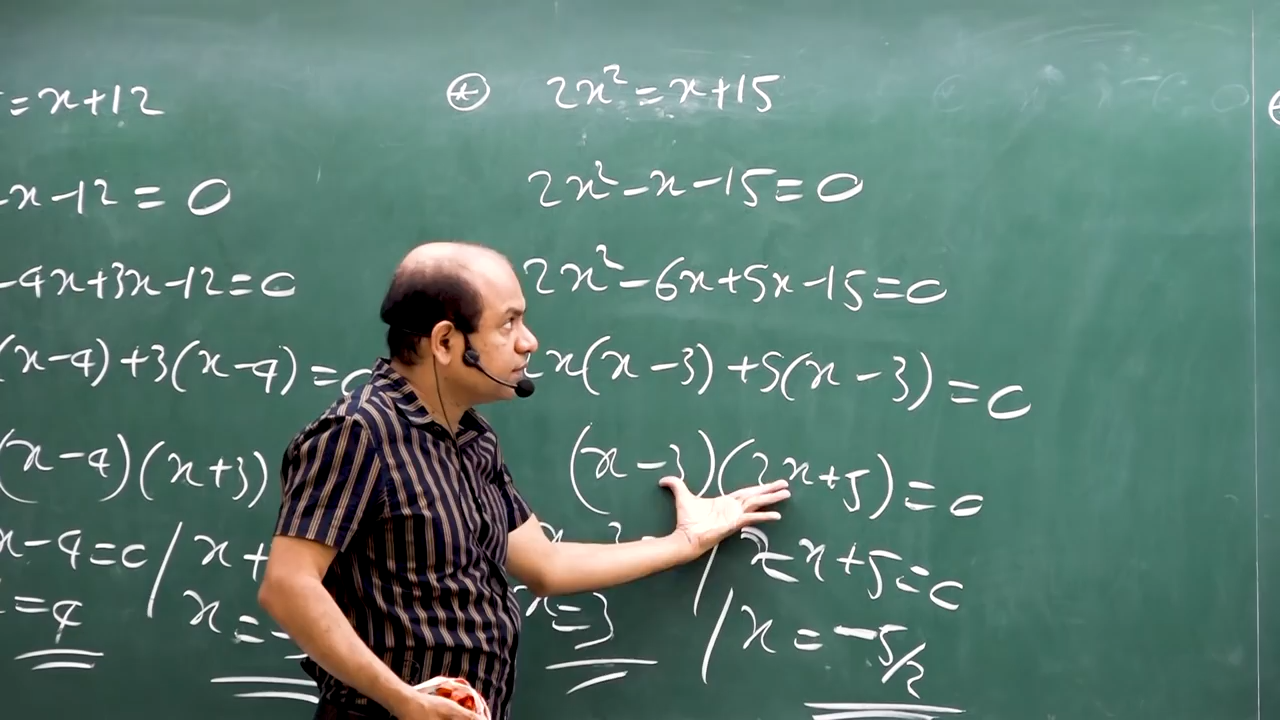 =x+12
-x-12=0
-4x+3x-12=0
(x-4)+3(x-4)=0
(x-4)(x+3)
x-4=0/x+
=4 x=-
⊛ 2x²=x+15
2x²-x-15=0
2x²-6x+5x-15=0
2x(x-3)+5(x-3)=0
(x-3)(2x+5)=0
/2x+5=0
x=3 /x=-5/2